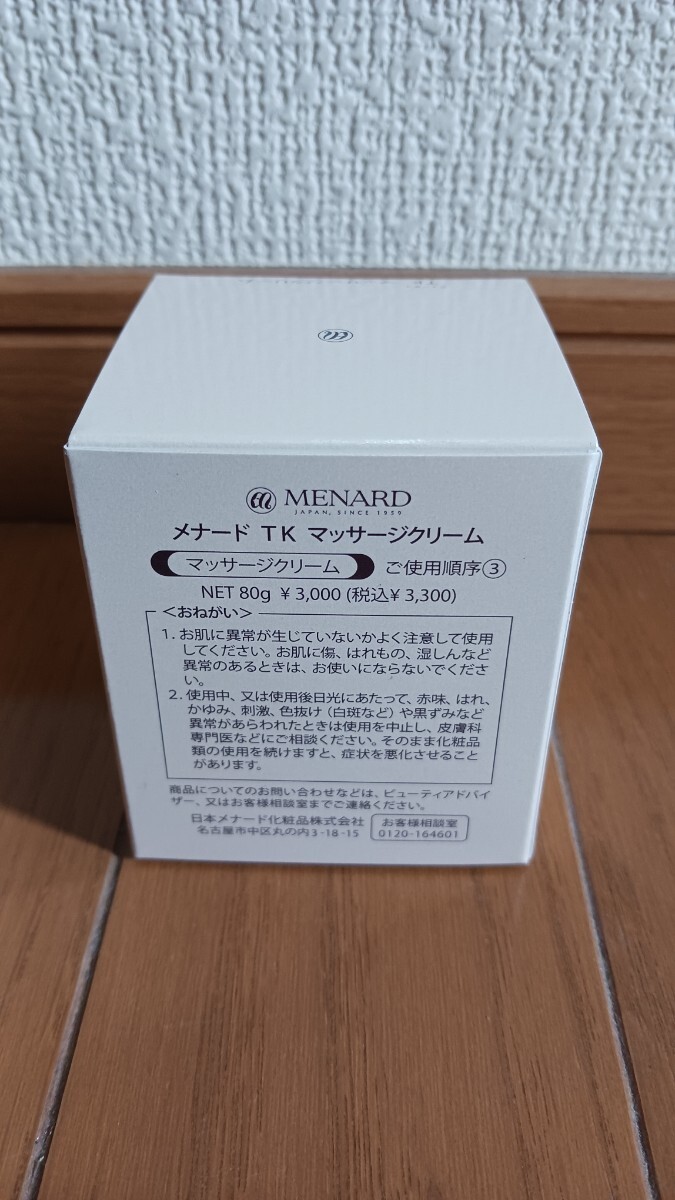 MENARD
JAPAN, SINCE 1959
メナード TK マッサージクリーム
マッサージクリーム ご使用順序③
NET 80g ¥3,000 (税込¥3,300)
<おねがい>
1. お肌に異常が生じていないかよく注意して使用
してください。お肌に傷、はれもの、湿しんなど
異常のあるときは、お使いにならないでくださ
い。
2. 使用中、又は使用後日光にあたって、赤味、はれ、
かゆみ、刺激、色抜け(白斑など)や黒ずみなど
異常があらわれたときは使用を中止し、皮膚科
専門医などにご相談ください。そのまま化粧品
類の使用を続けますと、症状を悪化させること
があります。
商品についてのお問い合わせなどは、ビューティアドバイ
ザー、又はお客様相談室までご連絡ください。
日本メナード化粧品株式会社 お客様相談室
名古屋市中区丸の内3-18-15 0120-164601